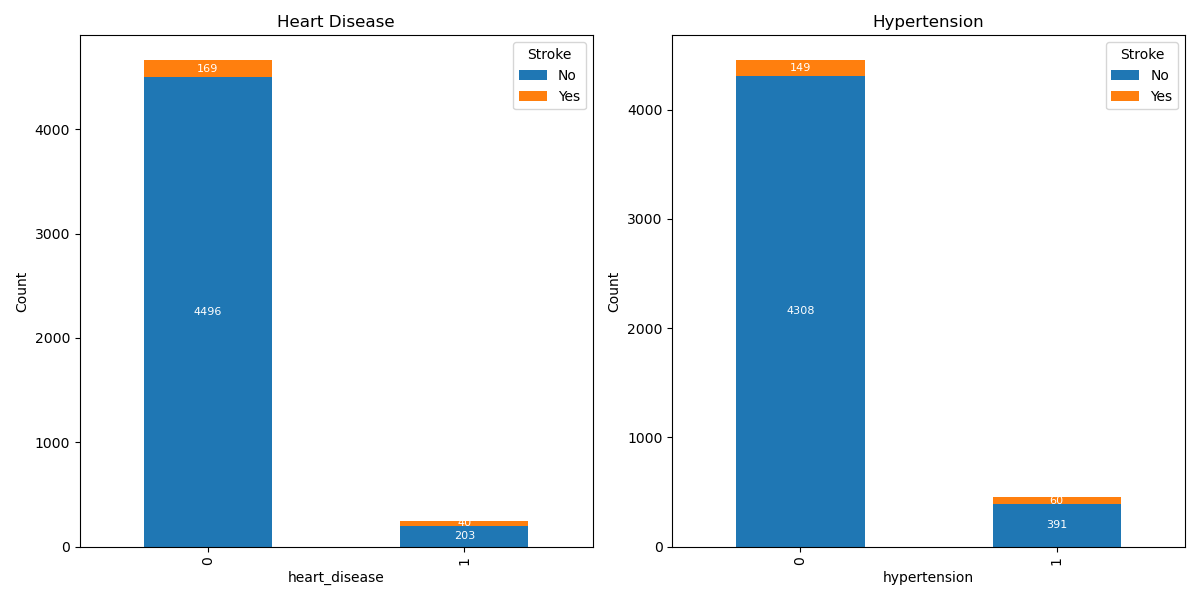 Heart Disease
Stroke
No
Yes
169
4496
40
203
4000
3000
2000
1000
0
Count
0
1
heart_disease
Hypertension
Stroke
No
Yes
149
4308
60
391
4000
3000
2000
1000
0
Count
0
1
hypertension